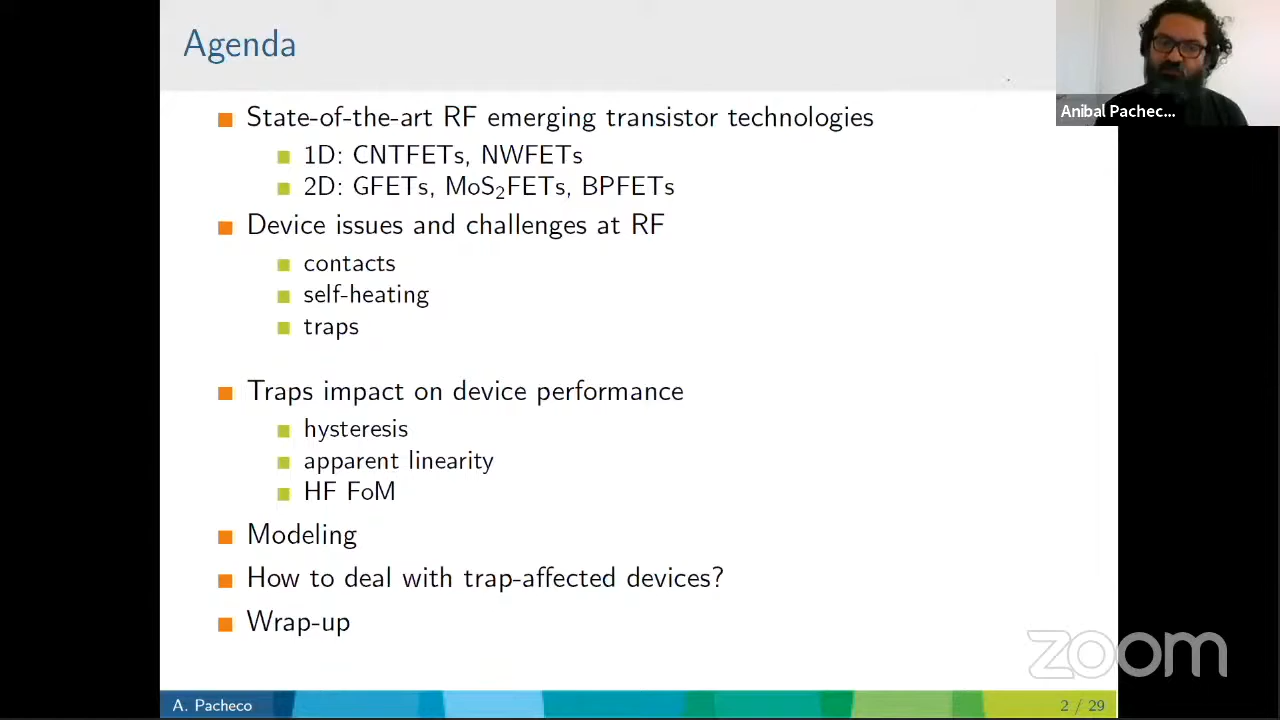 Agenda
Anibal Pachec...
State-of-the-art RF emerging transistor technologies
1D: CNTFETs, NWFETs
2D: GFETs, MoS₂FETs, BPFETs
Device issues and challenges at RF
contacts
self-heating
traps
Traps impact on device performance
hysteresis
apparent linearity
HF FoM
Modeling
How to deal with trap-affected devices?
Wrap-up
zoom
A. Pacheco
2 / 29